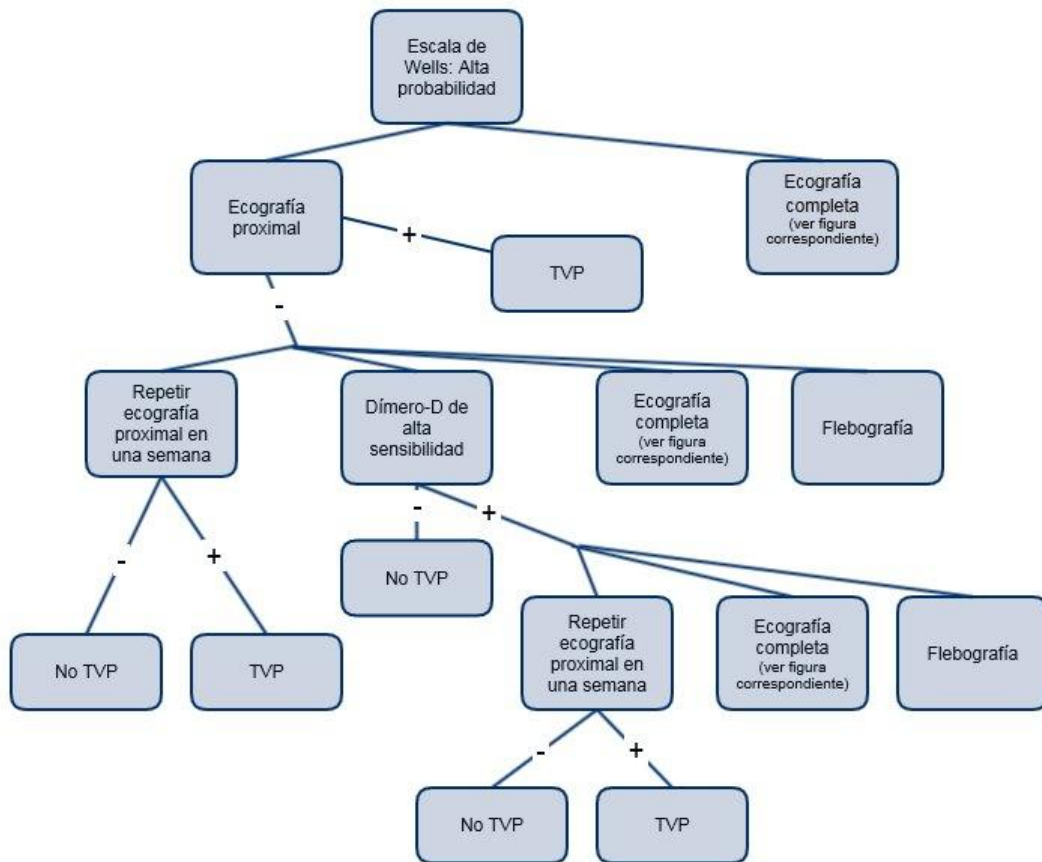 Escala de
Wells: Alta
probabilidad
Ecografía
proximal
Ecografía
completa
(ver figura
correspondiente)
+
TVP
-
Repetir
ecografía
proximal en
una semana
Dímero-D de
alta
sensibilidad
Ecografía
completa
(ver figura
correspondiente)
Flebografía
-
+
-
+
No TVP
No TVP
TVP
Repetir
ecografía
proximal en
una semana
Ecografía
completa
(ver figura
correspondiente)
Flebografía
-
+
No TVP
TVP